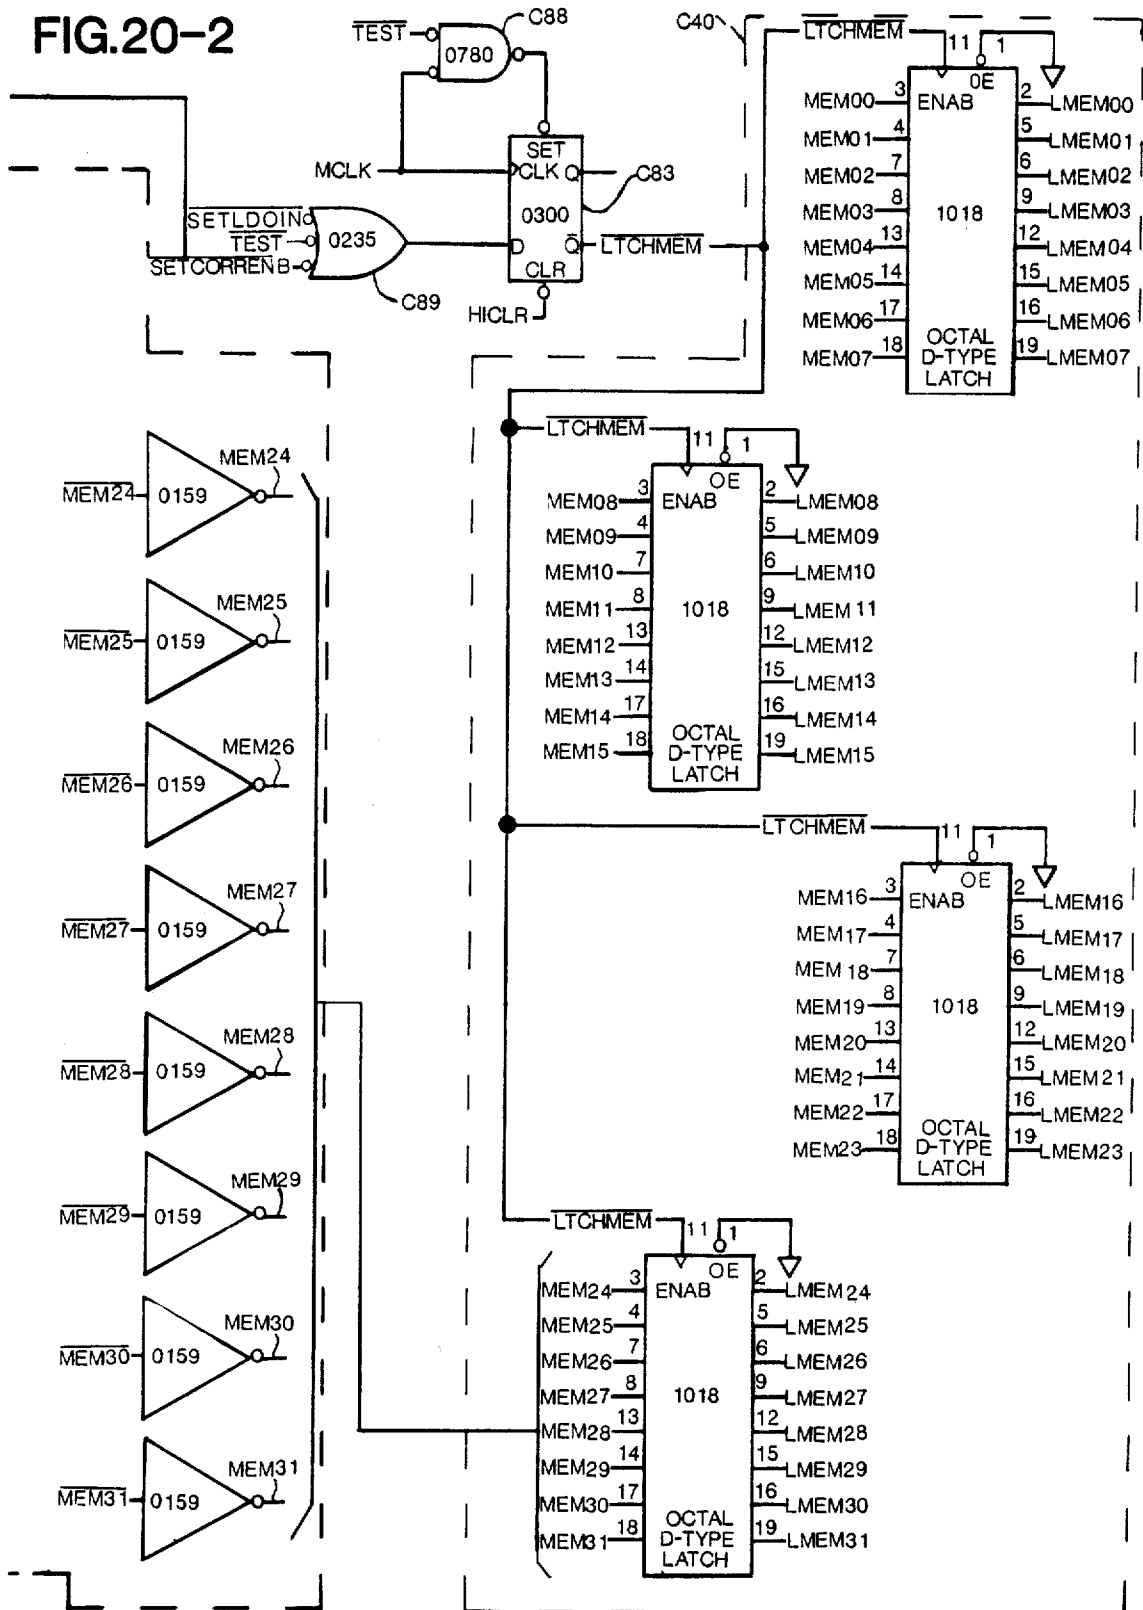 FIG.20-2
TEST
0780
C88
MCLK
SET
CLK Q
0300
D
Q
CLR
C83
HICLR
SETLDOIN
TEST
SETCORRENB
0235
C89
LTCHMEM
C40
LTCHMEM
11
1
OE
ENAB
1018
OCTAL
D-TYPE
LATCH
MEM00 3
MEM01 4
MEM02 7
MEM03 8
MEM04 13
MEM05 14
MEM06 17
MEM07 18
2 LMEM00
5 LMEM01
6 LMEM02
9 LMEM03
12 LMEM04
15 LMEM05
16 LMEM06
19 LMEM07
LTCHMEM
11
1
OE
ENAB
1018
OCTAL
D-TYPE
LATCH
MEM08 3
MEM09 4
MEM10 7
MEM11 8
MEM12 13
MEM13 14
MEM14 17
MEM15 18
2 LMEM08
5 LMEM09
6 LMEM10
9 LMEM11
12 LMEM12
15 LMEM13
16 LMEM14
19 LMEM15
LTCHMEM
11
1
OE
ENAB
1018
OCTAL
D-TYPE
LATCH
MEM16 3
MEM17 4
MEM18 7
MEM19 8
MEM20 13
MEM21 14
MEM22 17
MEM23 18
2 LMEM16
5 LMEM17
6 LMEM18
9 LMEM19
12 LMEM20
15 LMEM21
16 LMEM22
19 LMEM23
LTCHMEM
11
1
OE
ENAB
1018
OCTAL
D-TYPE
LATCH
MEM24 3
MEM25 4
MEM26 7
MEM27 8
MEM28 13
MEM29 14
MEM30 17
MEM31 18
2 LMEM24
5 LMEM25
6 LMEM26
9 LMEM27
12 LMEM28
15 LMEM29
16 LMEM30
19 LMEM31
MEM24 0159 MEM24
MEM25 0159 MEM25
MEM26 0159 MEM26
MEM27 0159 MEM27
MEM28 0159 MEM28
MEM29 0159 MEM29
MEM30 0159 MEM30
MEM31 0159 MEM31